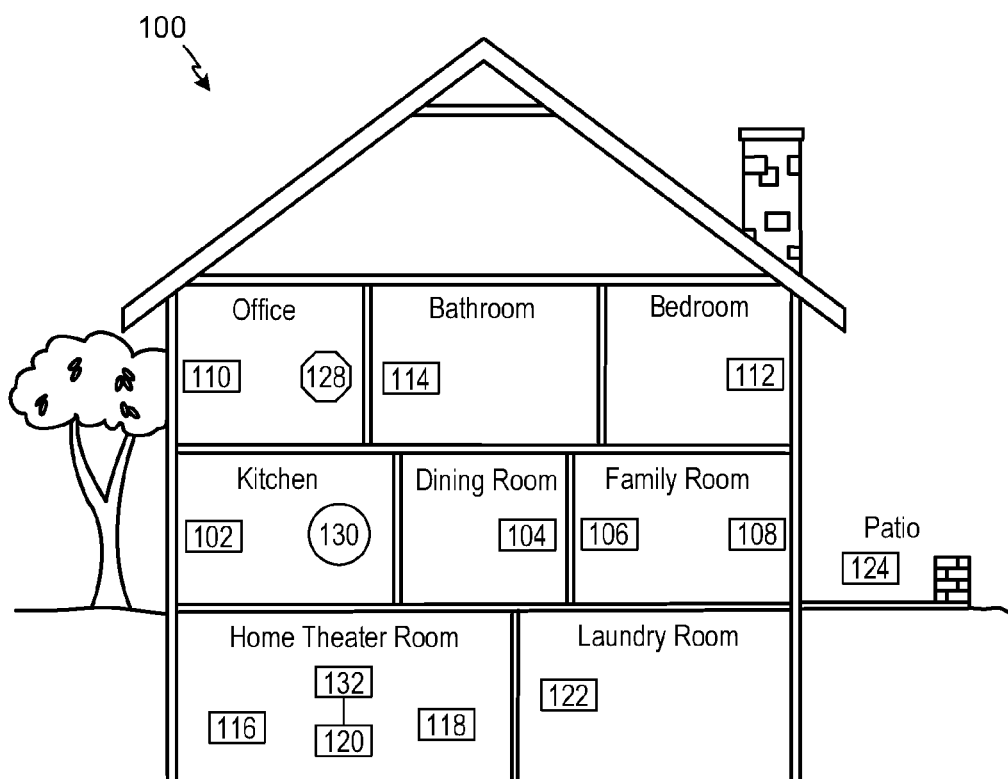 100
Office
Bathroom
Bedroom
110
128
114
112
Kitchen
Dining Room
Family Room
102
130
104
106
108
Patio
124
Home Theater Room
Laundry Room
132
122
116
120
118